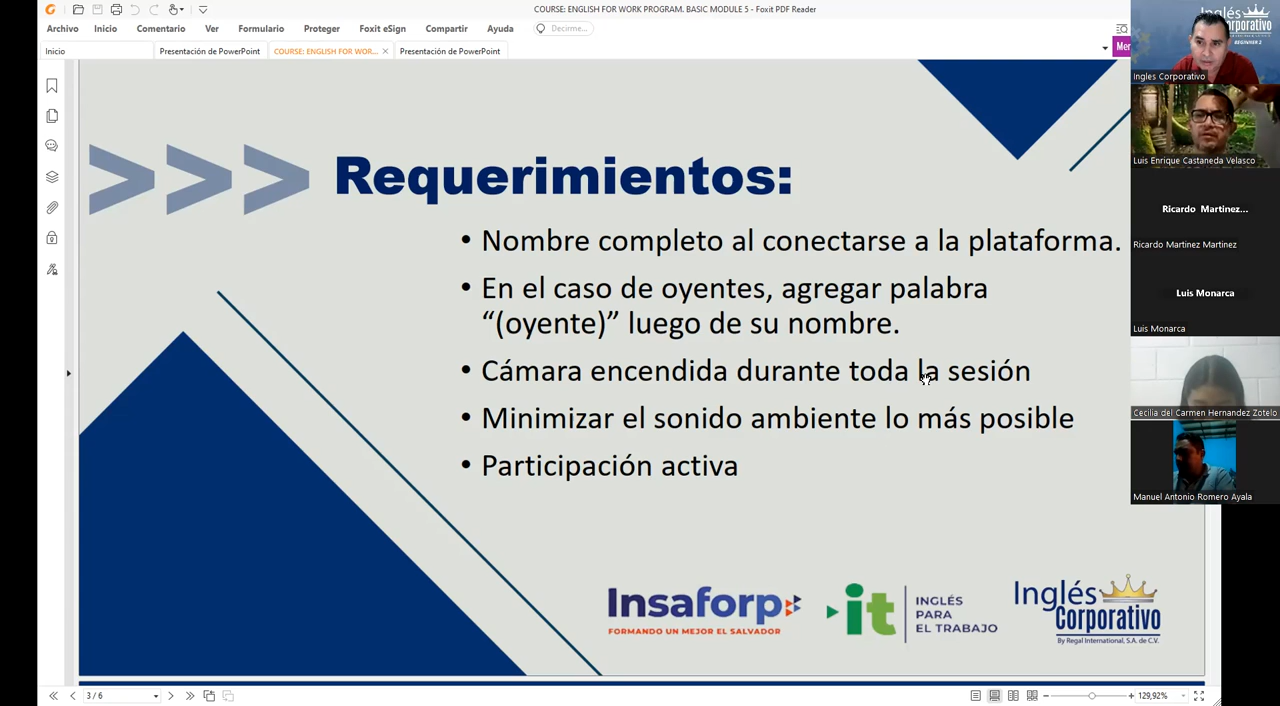 COURSE: ENGLISH FOR WORK PROGRAM. BASIC MODULE 5 - Foxit PDF Reader
Archivo Inicio Comentario Ver Formulario Proteger Foxit eSign Compartir Ayuda Decirme...
Inicio Presentación de PowerPoint COURSE: ENGLISH FOR WOR... × Presentación de PowerPoint
>>> Requerimientos:
• Nombre completo al conectarse a la plataforma.
• En el caso de oyentes, agregar palabra
“(oyente)” luego de su nombre.
• Cámara encendida durante toda la sesión
• Minimizar el sonido ambiente lo más posible
• Participación activa
Insaforp
FORMANDO UN MEJOR EL SALVADOR
it
INGLÉS
PARA
EL TRABAJO
Inglés
Corporativo
By Regal International, S.A. de C.V.
3 / 6
129,92%
Mer
Inglés
Corporativo
BEGINNER 2
Ingles Corporativo
Luis Enrique Castaneda Velasco
Ricardo Martinez...
Ricardo Martinez Martinez
Luis Monarca
Luis Monarca
Cecilia del Carmen Hernandez Zotelo
Manuel Antonio Romero Ayala